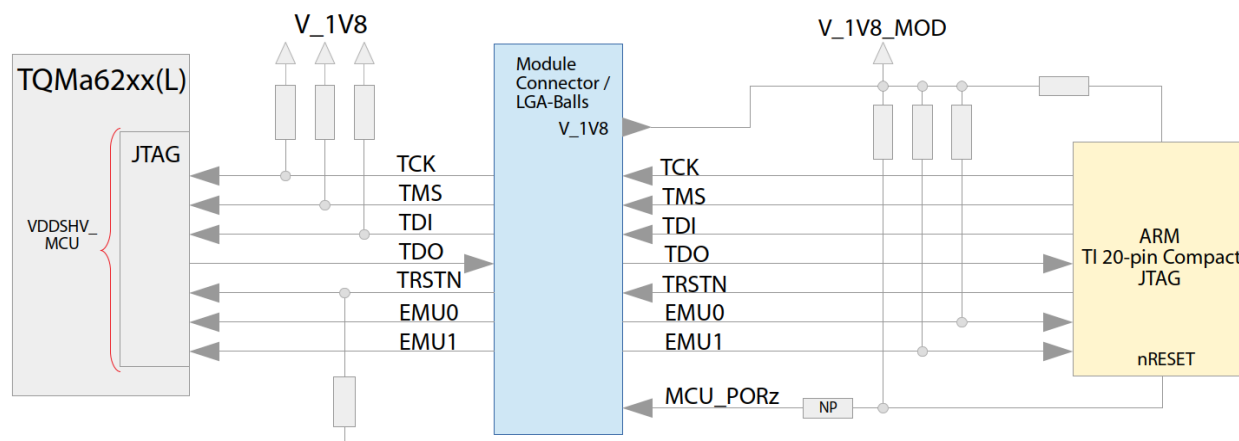 V_1V8
V_1V8_MOD
TQMa62xx(L)
JTAG
VDDSHV_
MCU
TCK
TMS
TDI
TDO
TRSTN
EMU0
EMU1
Module
Connector /
LGA-Balls
V_1V8
TCK
TMS
TDI
TDO
TRSTN
EMU0
EMU1
MCU_PORz
NP
ARM
TI 20-pin Compact
JTAG
nRESET